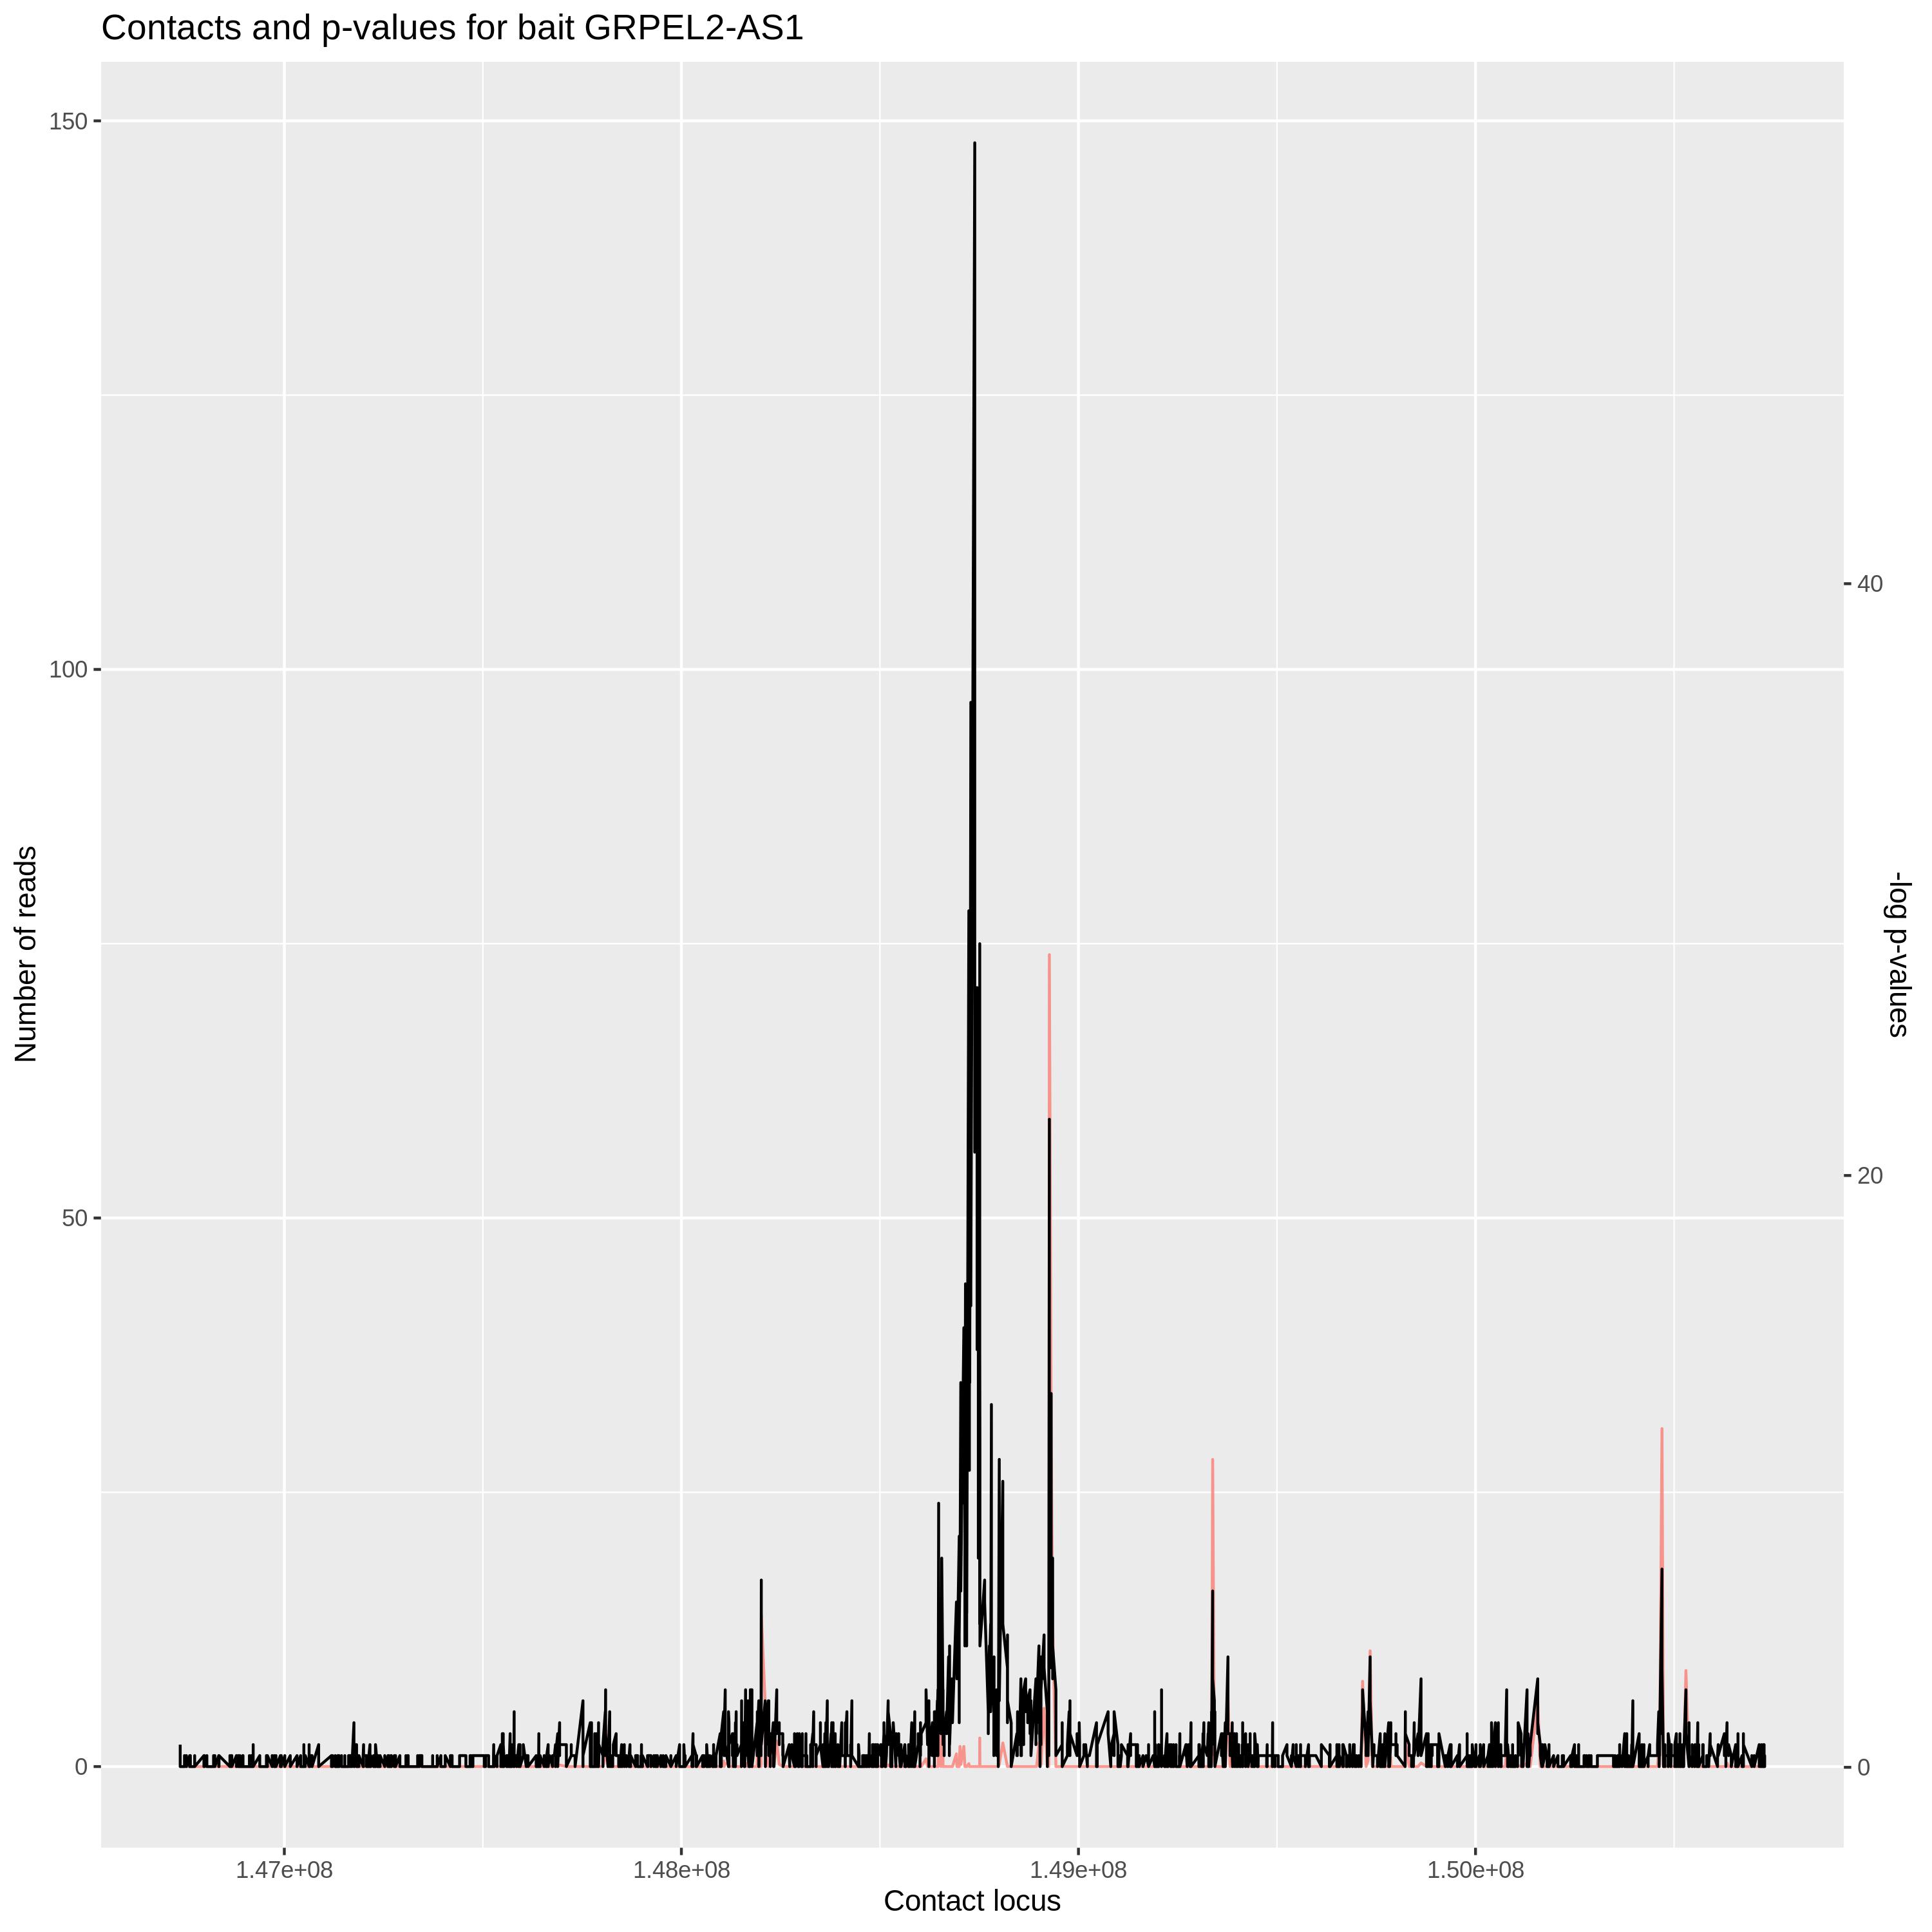 Contacts and p-values for bait GRPEL2-AS1
150
100
50
0
Number of reads
40
20
0
-log p-values
1.47e+08
1.48e+08
1.49e+08
1.50e+08
Contact locus